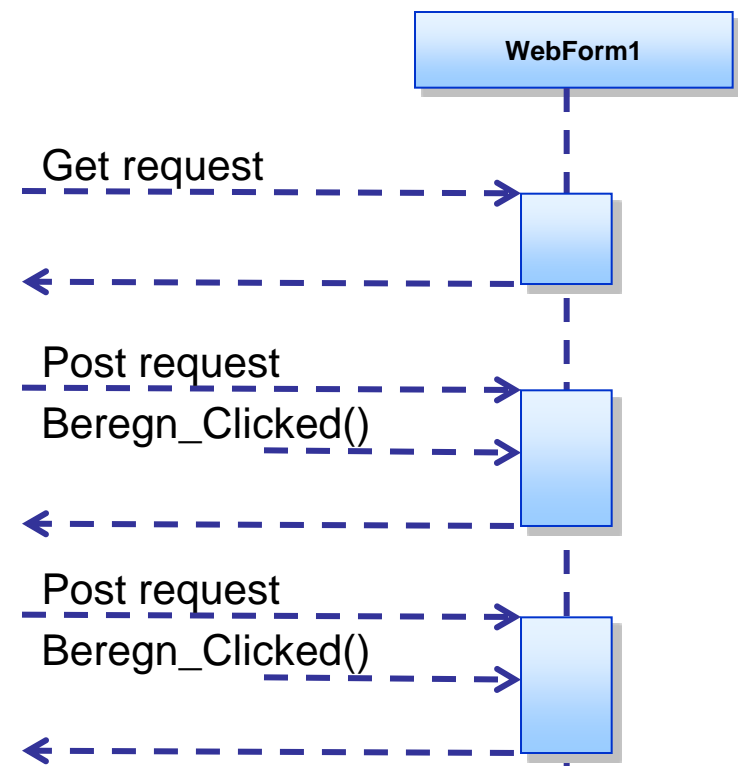 WebForm1
Get request
Post request
Beregn_Clicked()
Post request
Beregn_Clicked()